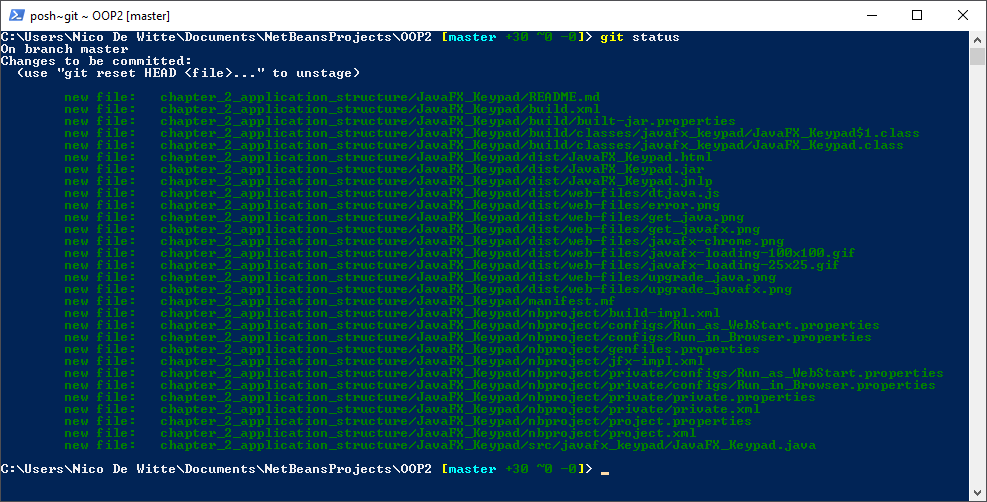 posh~git ~ OOP2 [master]
C:\Users\Nico De Witte\Documents\NetBeansProjects\OOP2 [master +30 ~0 -0]> git status
On branch master
Changes to be committed:
  (use "git reset HEAD <file>..." to unstage)
        new file:   chapter_2_application_structure/JavaFX_Keypad/README.md
        new file:   chapter_2_application_structure/JavaFX_Keypad/build.xml
        new file:   chapter_2_application_structure/JavaFX_Keypad/build/built-jar.properties
        new file:   chapter_2_application_structure/JavaFX_Keypad/build/classes/javafx_keypad/JavaFX_Keypad$1.class
        new file:   chapter_2_application_structure/JavaFX_Keypad/build/classes/javafx_keypad/JavaFX_Keypad.class
        new file:   chapter_2_application_structure/JavaFX_Keypad/dist/JavaFX_Keypad.html
        new file:   chapter_2_application_structure/JavaFX_Keypad/dist/JavaFX_Keypad.jar
        new file:   chapter_2_application_structure/JavaFX_Keypad/dist/JavaFX_Keypad.jnlp
        new file:   chapter_2_application_structure/JavaFX_Keypad/dist/web-files/dtjava.js
        new file:   chapter_2_application_structure/JavaFX_Keypad/dist/web-files/error.png
        new file:   chapter_2_application_structure/JavaFX_Keypad/dist/web-files/get_java.png
        new file:   chapter_2_application_structure/JavaFX_Keypad/dist/web-files/get_javafx.png
        new file:   chapter_2_application_structure/JavaFX_Keypad/dist/web-files/javafx-chrome.png
        new file:   chapter_2_application_structure/JavaFX_Keypad/dist/web-files/javafx-loading-100x100.gif
        new file:   chapter_2_application_structure/JavaFX_Keypad/dist/web-files/javafx-loading-25x25.gif
        new file:   chapter_2_application_structure/JavaFX_Keypad/dist/web-files/upgrade_java.png
        new file:   chapter_2_application_structure/JavaFX_Keypad/dist/web-files/upgrade_javafx.png
        new file:   chapter_2_application_structure/JavaFX_Keypad/manifest.mf
        new file:   chapter_2_application_structure/JavaFX_Keypad/nbproject/build-impl.xml
        new file:   chapter_2_application_structure/JavaFX_Keypad/nbproject/configs/Run_as_WebStart.properties
        new file:   chapter_2_application_structure/JavaFX_Keypad/nbproject/configs/Run_in_Browser.properties
        new file:   chapter_2_application_structure/JavaFX_Keypad/nbproject/genfiles.properties
        new file:   chapter_2_application_structure/JavaFX_Keypad/nbproject/jfx-impl.xml
        new file:   chapter_2_application_structure/JavaFX_Keypad/nbproject/private/configs/Run_as_WebStart.properties
        new file:   chapter_2_application_structure/JavaFX_Keypad/nbproject/private/configs/Run_in_Browser.properties
        new file:   chapter_2_application_structure/JavaFX_Keypad/nbproject/private/private.properties
        new file:   chapter_2_application_structure/JavaFX_Keypad/nbproject/private/private.xml
        new file:   chapter_2_application_structure/JavaFX_Keypad/nbproject/project.properties
        new file:   chapter_2_application_structure/JavaFX_Keypad/nbproject/project.xml
        new file:   chapter_2_application_structure/JavaFX_Keypad/src/javafx_keypad/JavaFX_Keypad.java
C:\Users\Nico De Witte\Documents\NetBeansProjects\OOP2 [master +30 ~0 -0]> _